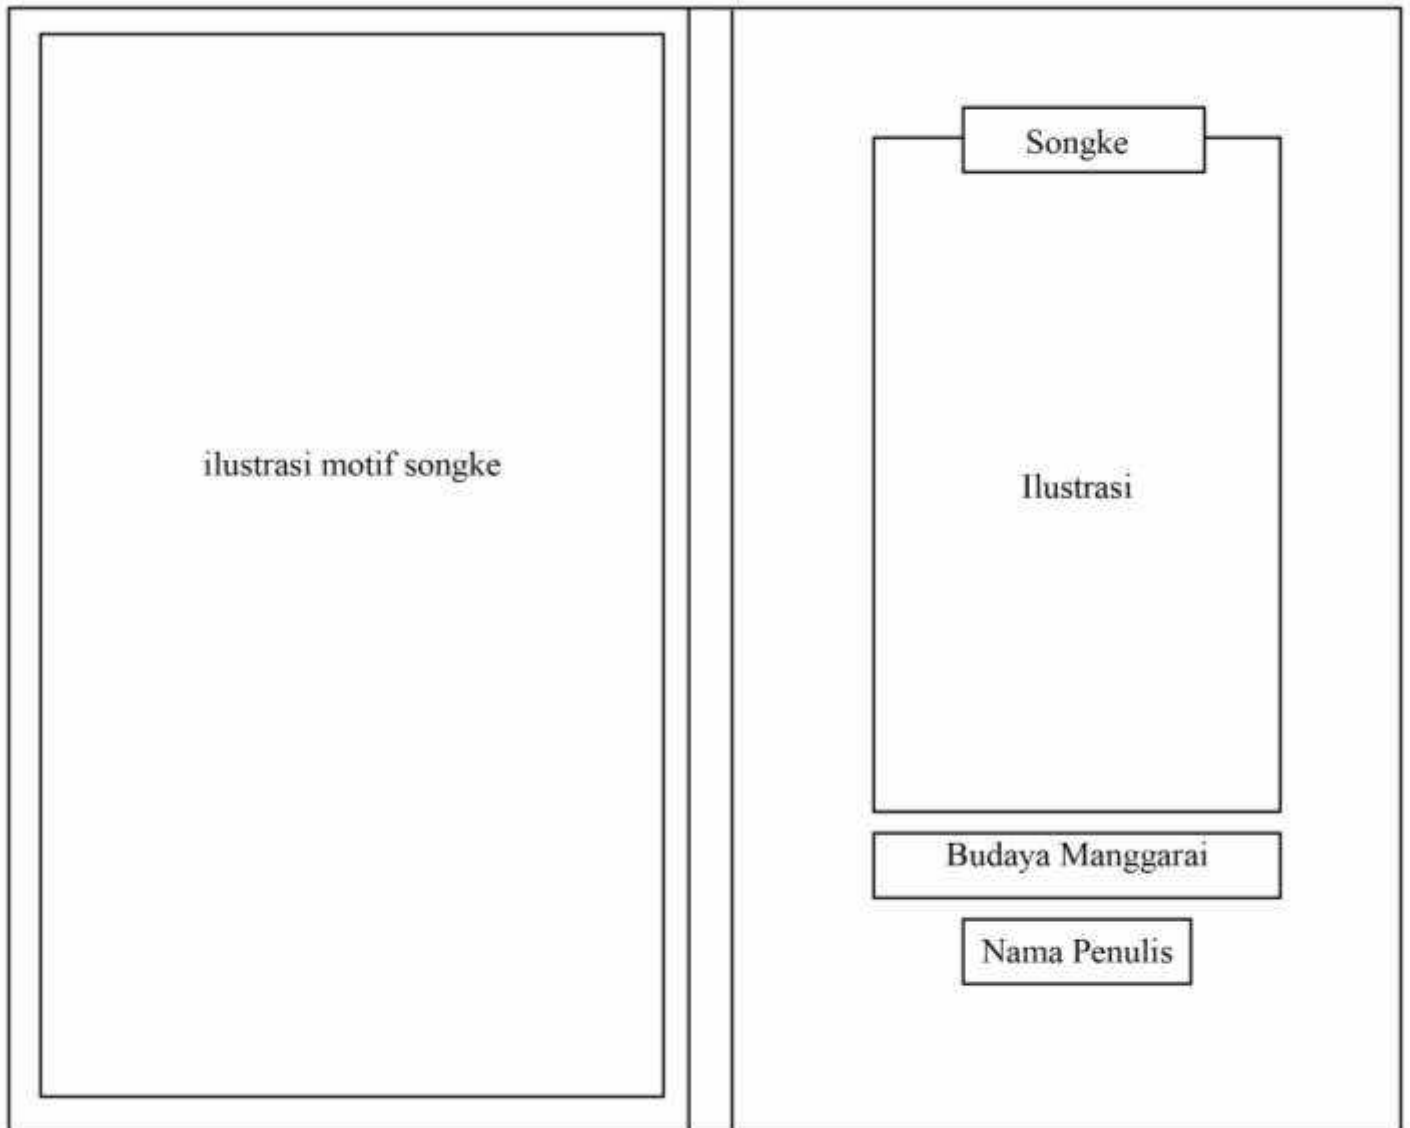 ilustrasi motif songke
Songke
Ilustrasi
Budaya Manggarai
Nama Penulis